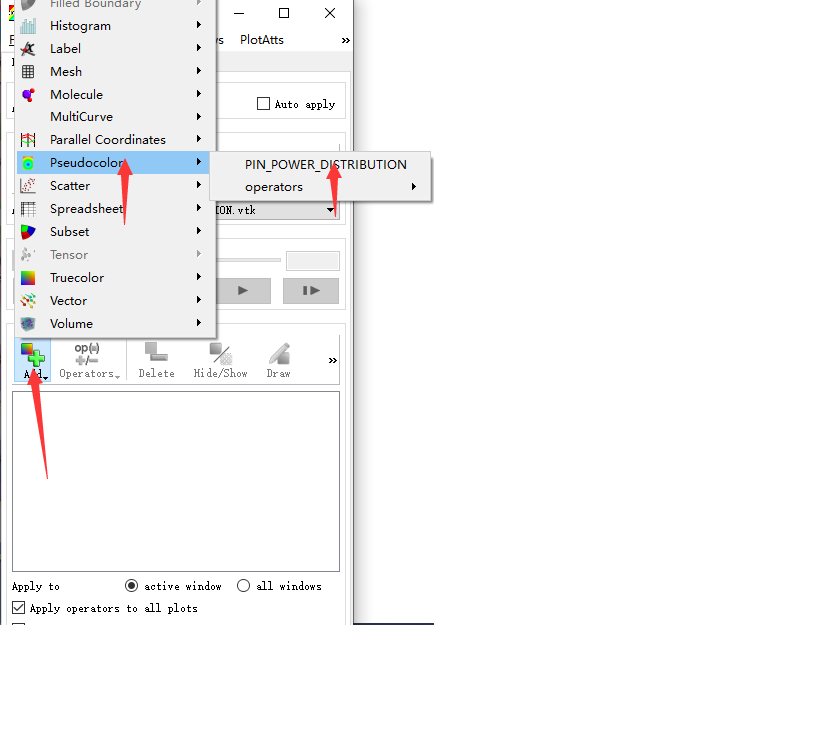 Filled Boundary
Histogram
PlotAtts
»
Label
Mesh
Molecule
Auto apply
MultiCurve
Parallel Coordinates
Pseudocolor
PIN_POWER_DISTRIBUTION
Scatter
operators
Spreadsheet
ION.vtk
Subset
Tensor
Truecolor
Vector
Volume
op(=)
+/-
»
Add
Operators
Delete
Hide/Show
Draw
Apply to
active window
all windows
Apply operators to all plots